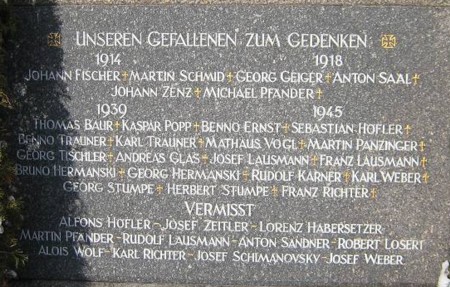 UNSEREN GEFALLENEN ZUM GEDENKEN
1914 1918
JOHANN FISCHER + MARTIN SCHMID + GEORG GEIGER + ANTON SAAL +
JOHANN ZENZ + MICHAEL PFANDER +
1939 1945
THOMAS BAUR + KASPAR POPP + BENNO ERNST + SEBASTIAN HÖFLER +
BENNO TRAUNER + KARL TRAUNER + MATHÄUS VOGL + MARTIN PANZINGER +
GEORG TISCHLER + ANDREAS GLAS + JOSEF LAUSMANN + FRANZ LAUSMANN +
BRUNO HERMANSKI + GEORG HERMANSKI + RUDOLF KARNER + KARL WEBER +
GEORG STUMPE + HERBERT STUMPE + FRANZ RICHTER +
VERMISST
ALFONS HÖFLER - JOSEF ZEITLER - LORENZ HABERSETZER
MARTIN PFANDER - RUDOLF LAUSMANN - ANTON SANDNER - ROBERT LOSERT
ALOIS WOLF - KARL RICHTER - JOSEF SCHIMANOVSKY - JOSEF WEBER